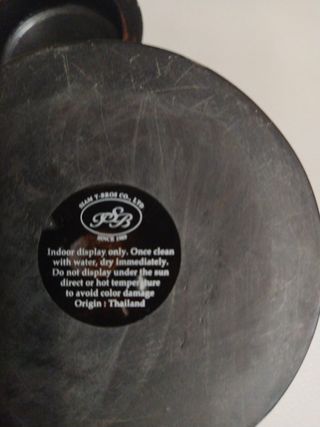 SIAM T-BROS CO., LTD.
TSB
SINCE 1989
Indoor display only. Once clean
with water, dry immediately.
Do not display under the sun
direct or hot temperature
to avoid color damage
Origin : Thailand